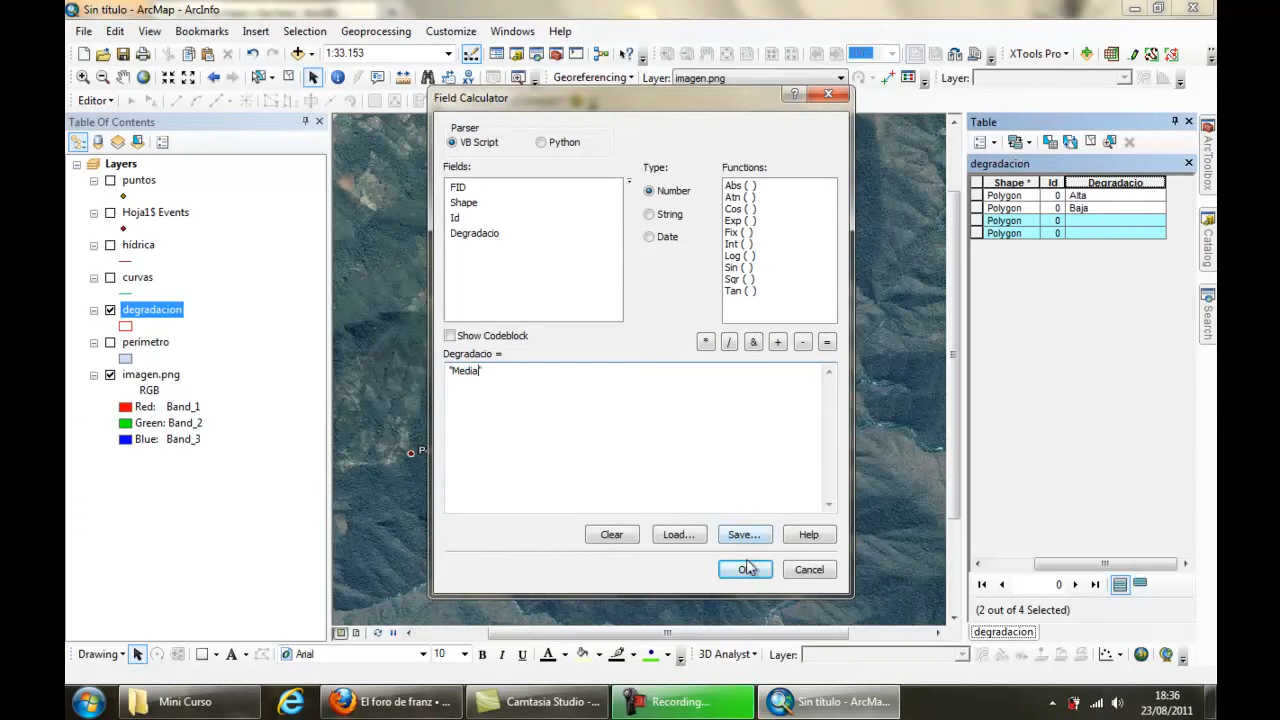 Sin título - ArcMap - ArcInfo
File Edit View Bookmarks Insert Selection Geoprocessing Customize Windows Help
1:33.153
XTools Pro
Georeferencing Layer: imagen.png
Layer:
Editor
Table Of Contents
Layers
puntos
Hoja1$ Events
hídrica
curvas
degradacion
perímetro
imagen.png
RGB
Red: Band_1
Green: Band_2
Blue: Band_3
Field Calculator
Parser
VB Script Python
Fields:
FID
Shape
Id
Degradacio
Type:
Number
String
Date
Functions:
Abs ( )
Atn ( )
Cos ( )
Exp ( )
Fix ( )
Int ( )
Log ( )
Sin ( )
Sqr ( )
Tan ( )
Show Codeblock
* / & + - =
Degradacio =
"Media"
Clear Load... Save... Help
Cancel
Table
degradacion
Shape * Id Degradacio
Polygon 0 Alta
Polygon 0 Baja
Polygon 0
Polygon 0
0
(2 out of 4 Selected)
degradacion
ArcToolbox
Catalog
Search
Drawing Arial 10 B I U A 3D Analyst Layer:
Mini Curso
El foro de franz - ...
Camtasia Studio -...
Recording...
Sin título - ArcMa...
18:36
23/08/2011